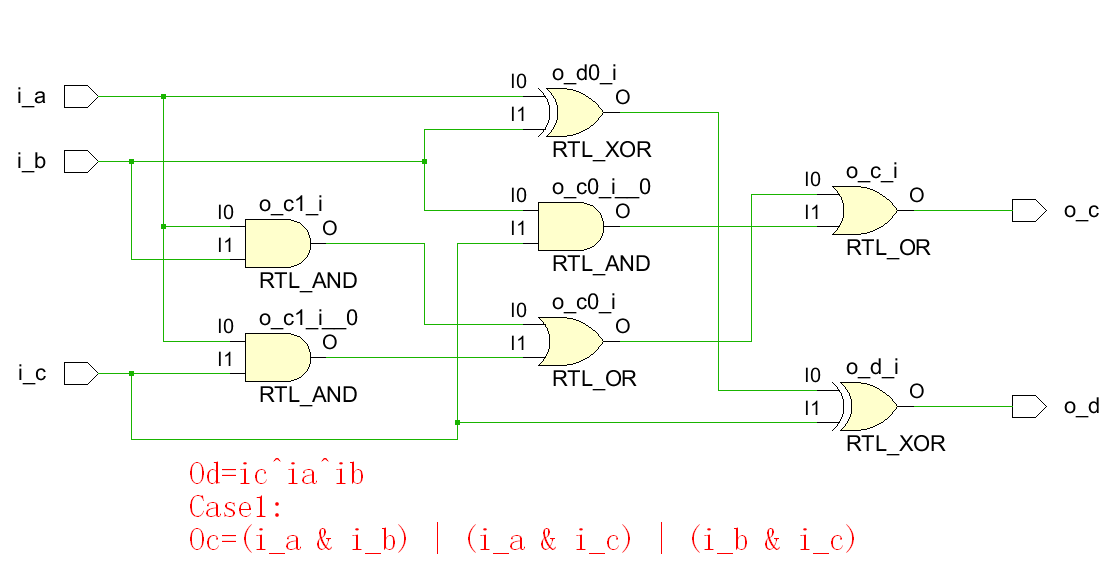 i_a
i_b
i_c
I0
I1
o_d0_i
O
RTL_XOR
I0
I1
o_c1_i
O
RTL_AND
I0
I1
o_c0_i__0
O
RTL_AND
I0
I1
o_c_i
O
RTL_OR
o_c
I0
I1
o_c1_i__0
O
RTL_AND
I0
I1
o_c0_i
O
RTL_OR
I0
I1
o_d_i
O
RTL_XOR
o_d
Od=ic^ia^ib
Case1:
Oc=(i_a & i_b) | (i_a & i_c) | (i_b & i_c)